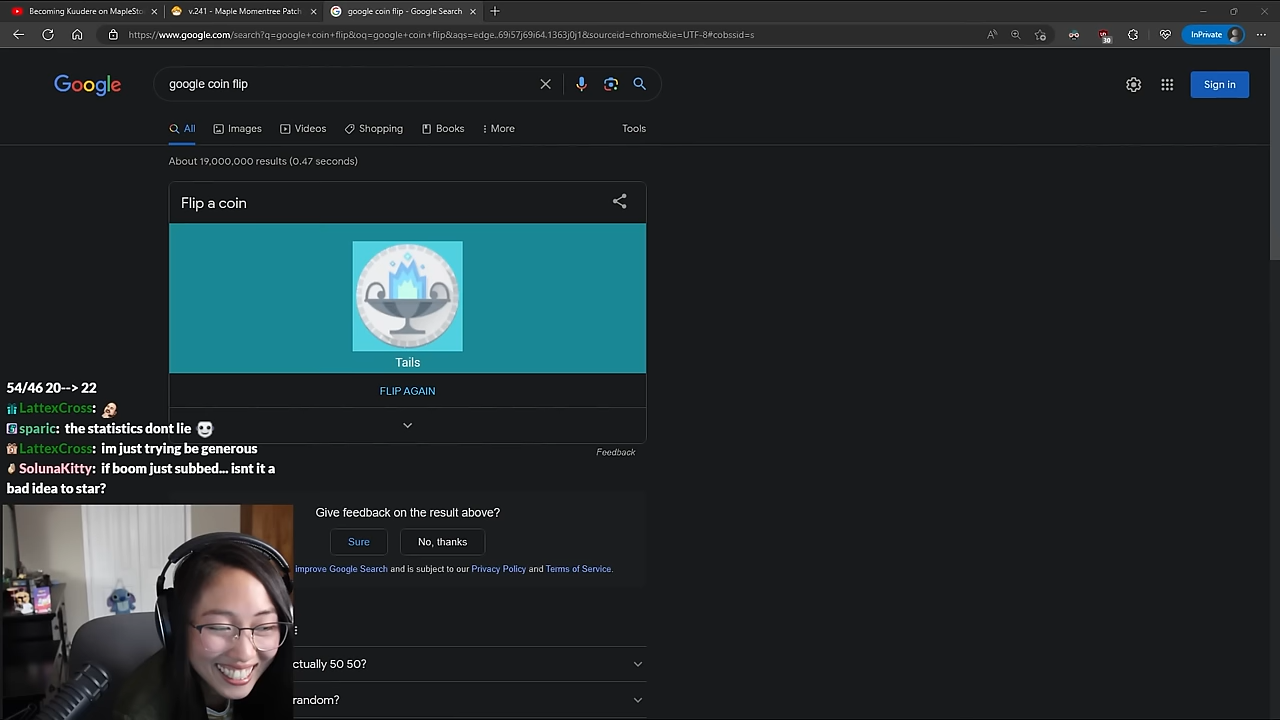 Becoming Kuudere on MapleSto
v.241 - Maple Momentree Patch
google coin flip - Google Search
https://www.google.com/search?q=google+coin+flip&oq=google+coin+flip&aqs=edge..69i57j69i64.1363j0j1&sourceid=chrome&ie=UTF-8#cobssid=s
30
InPrivate
Google
google coin flip
Sign in
All
Images
Videos
Shopping
Books
More
Tools
About 19,000,000 results (0.47 seconds)
Flip a coin
Tails
FLIP AGAIN
Feedback
54/46 20--> 22
LattexCross:
sparic: the statistics dont lie
LattexCross: im just trying be generous
SolunaKitty: if boom just subbed... isnt it a
bad idea to star?
Give feedback on the result above?
Sure
No, thanks
improve Google Search and is subject to our Privacy Policy and Terms of Service.
ctually 50 50?
random?